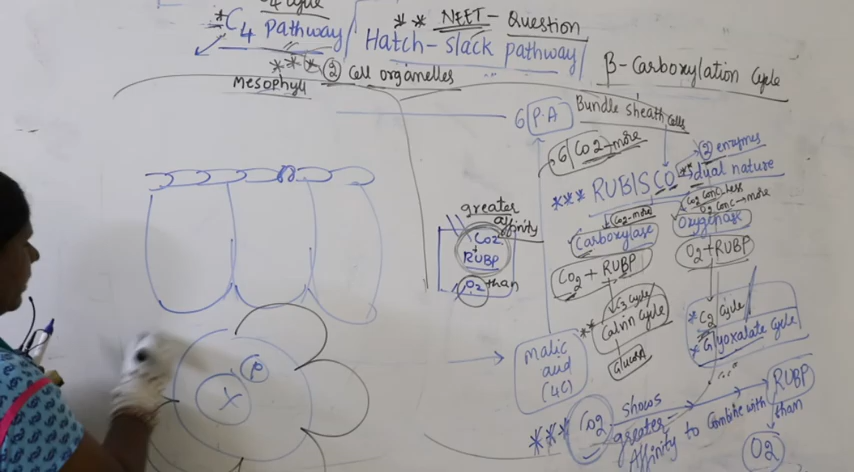 C4 cycle
*C4 Pathway/
** NEET - Question
Hatch-slack pathway/
*** (2) Cell organelles
β-Carboxylation Cycle
Mesophyll
6 P.A
Bundle sheath cells
6 CO2-more
2 enzymes
** dual nature
*** RUBISCO
CO2 conc. less
O2 conc → more
(CO2-more)
Carboxylase
Oxygenase
CO2 + RUBP
O2 + RUBP
greater
affinity
CO2
+
RUBP
O2 than
C3 cycle/
** Calvin Cycle
Glucose
* C2 Cycle
* Glyoxalate Cycle
Malic
acid
(4C)
P
X
*** CO2 shows
greater
Affinity to Combine with RUBP
than
O2